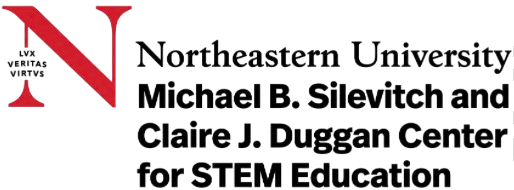 LVX
VERITAS
VIRTVS
Northeastern University
Michael B. Silevitch and
Claire J. Duggan Center
for STEM Education